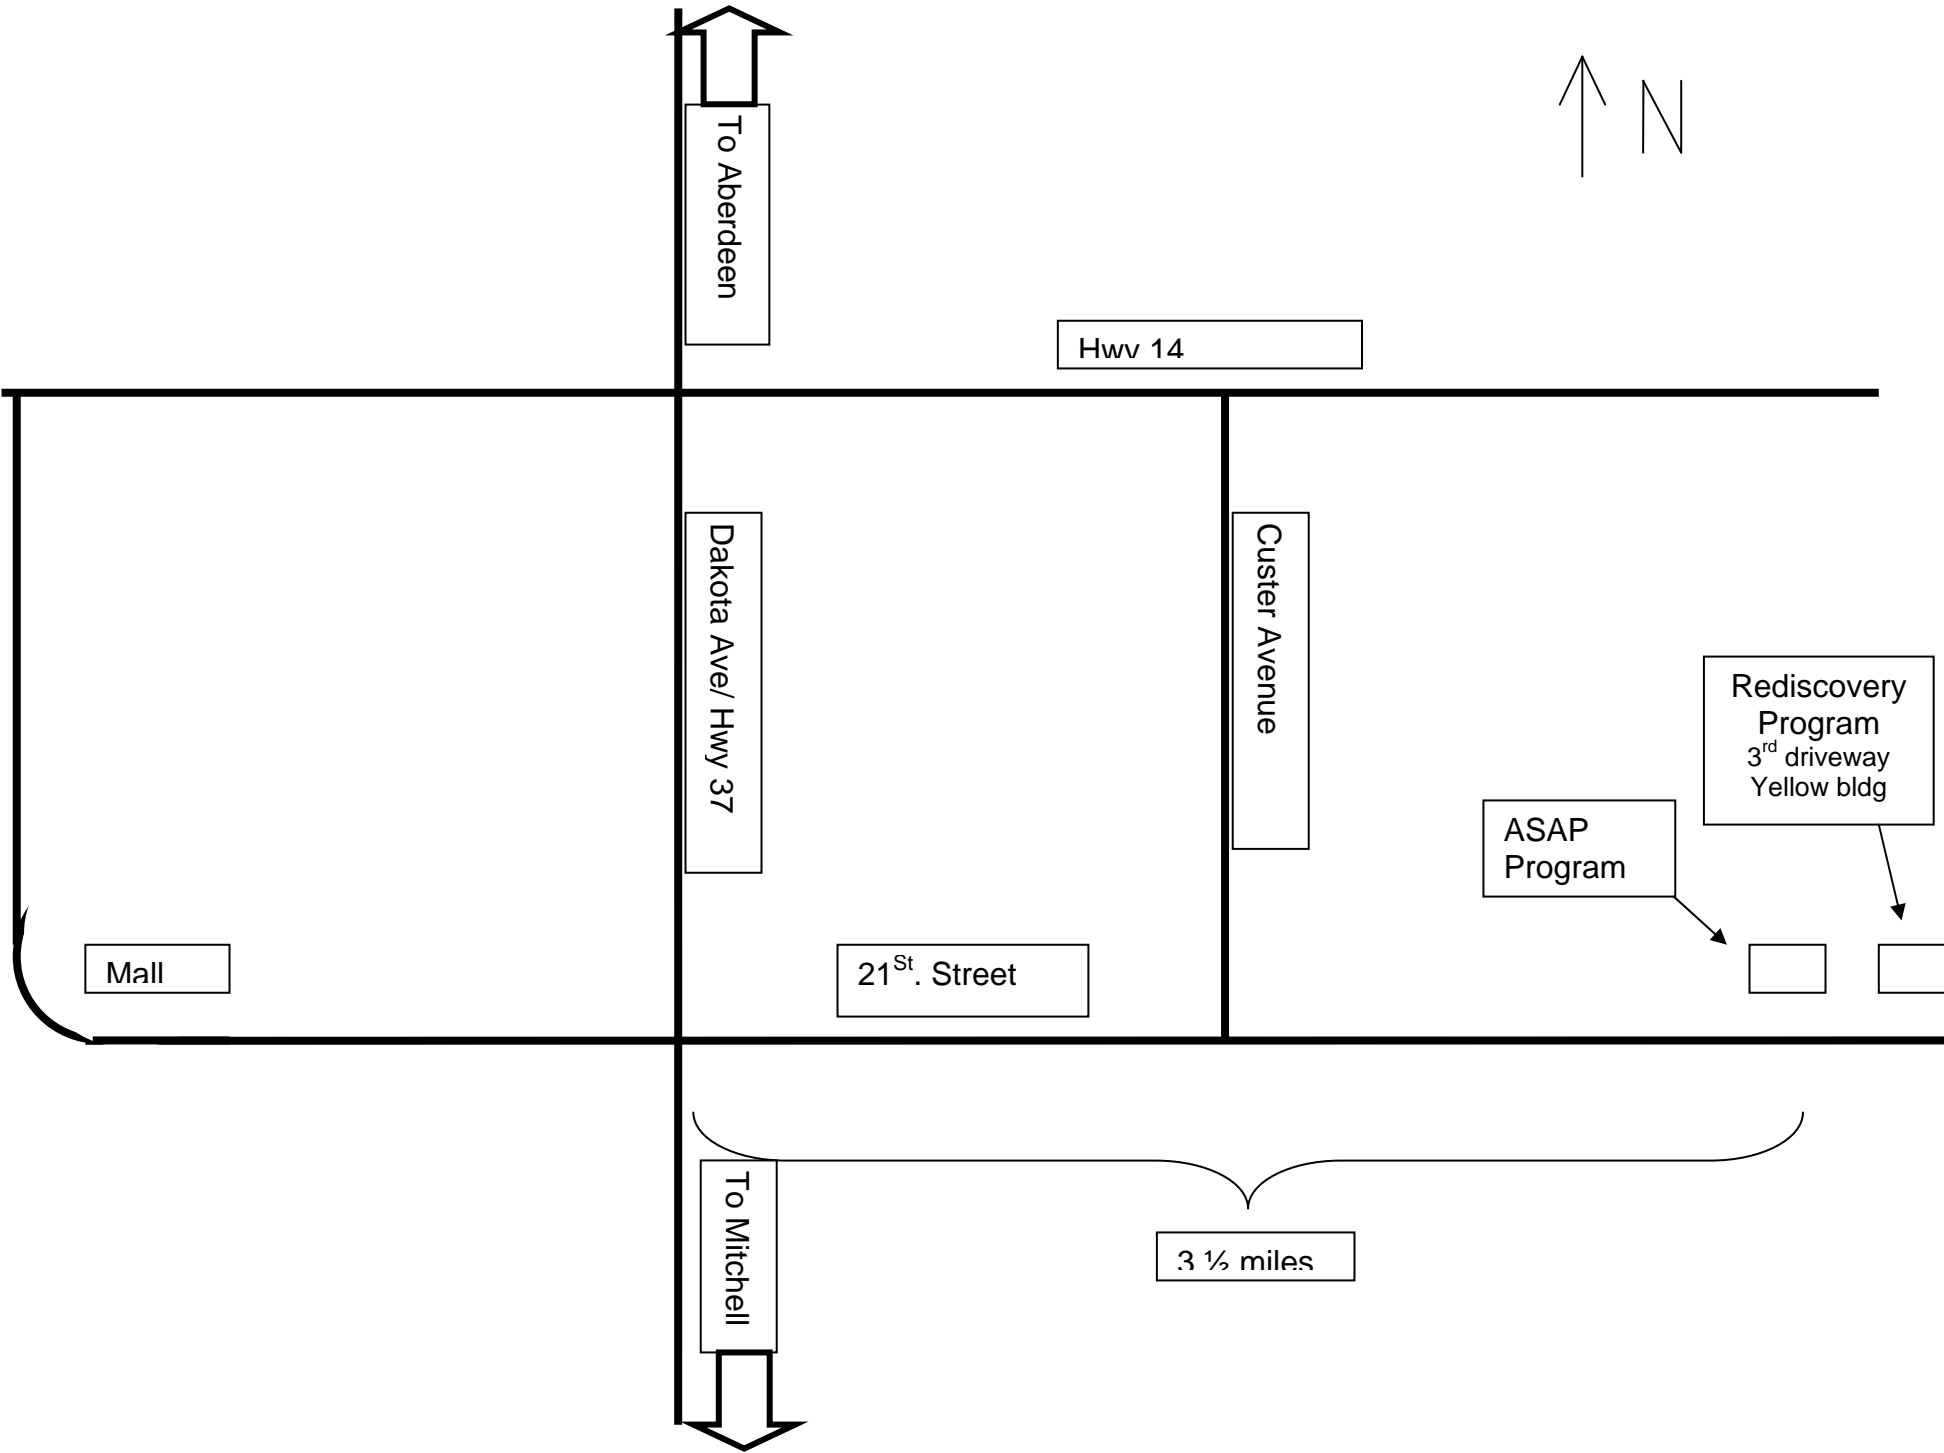 To Aberdeen
N
Hwy 14
Dakota Ave/ Hwy 37
Custer Avenue
Rediscovery
Program
3rd driveway
Yellow bldg
ASAP
Program
Mall
21St. Street
To Mitchell
3 ½ miles